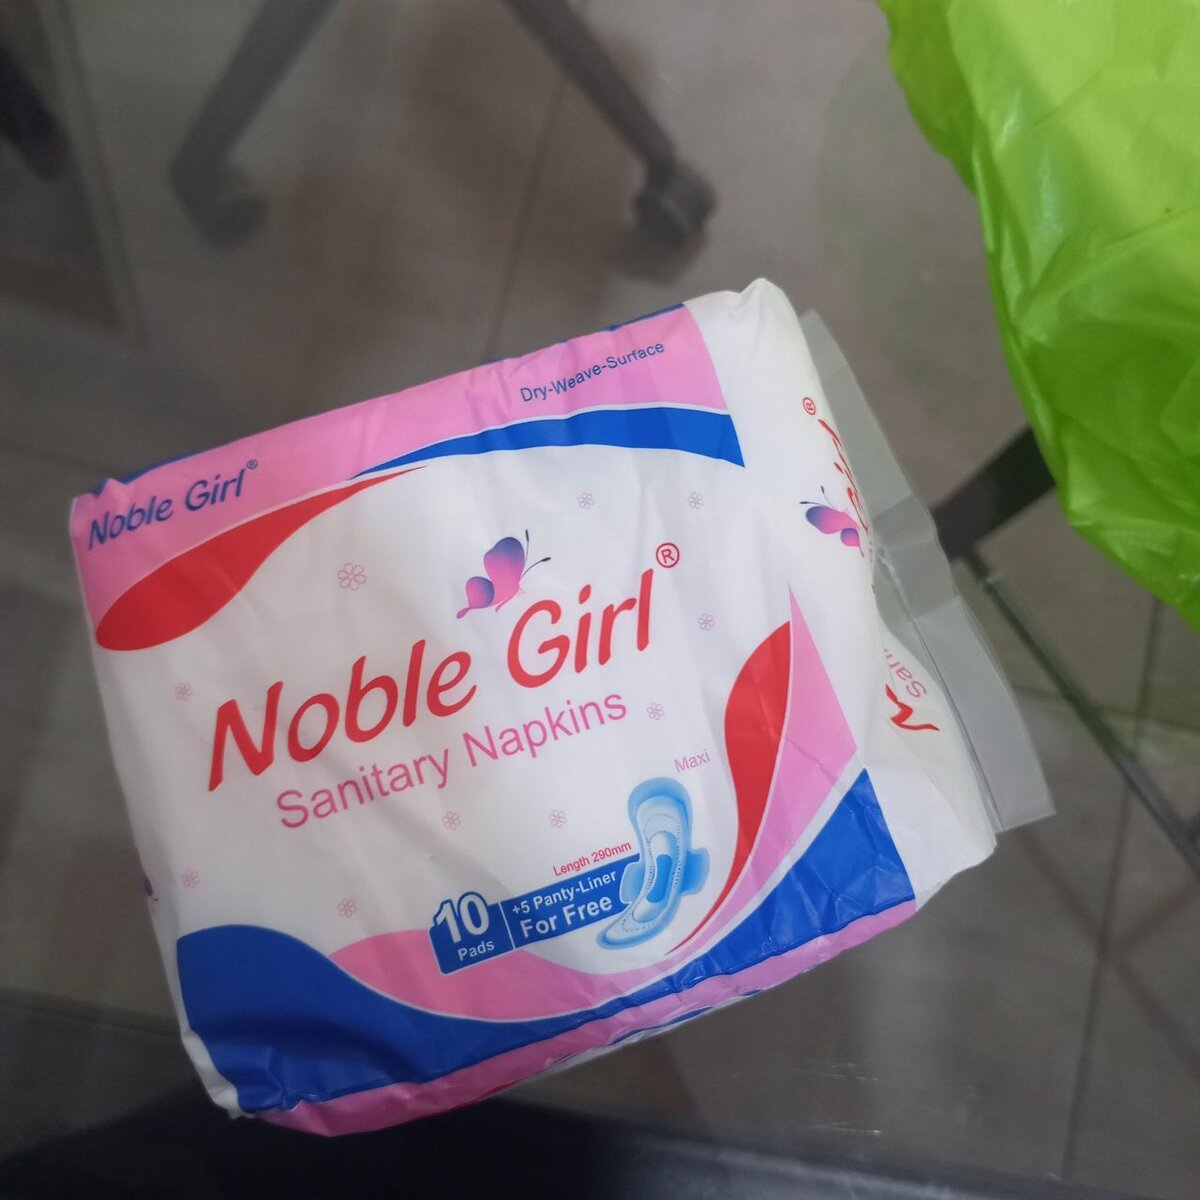 Dry-Weave-Surface
Noble Girl®
Noble Girl®
Sanitary Napkins
Maxi
Length 290mm
10
Pads
+5 Panty-Liner
For Free
®